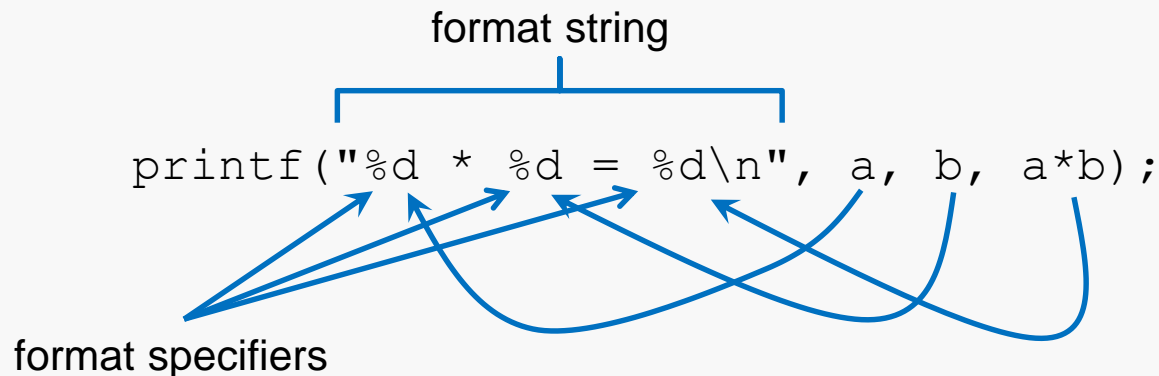 format string
printf("%d * %d = %d\n", a, b, a*b);
format specifiers